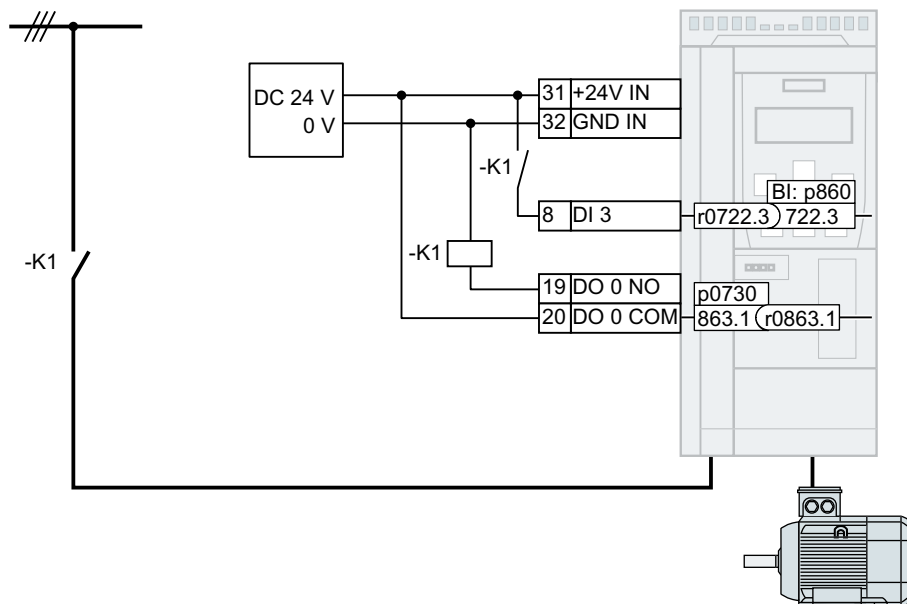 DC 24 V
0 V
31 +24V IN
32 GND IN
-K1
8 DI 3
r0722.3
BI: p860
722.3
-K1
-K1
19 DO 0 NO
20 DO 0 COM
p0730
863.1
r0863.1